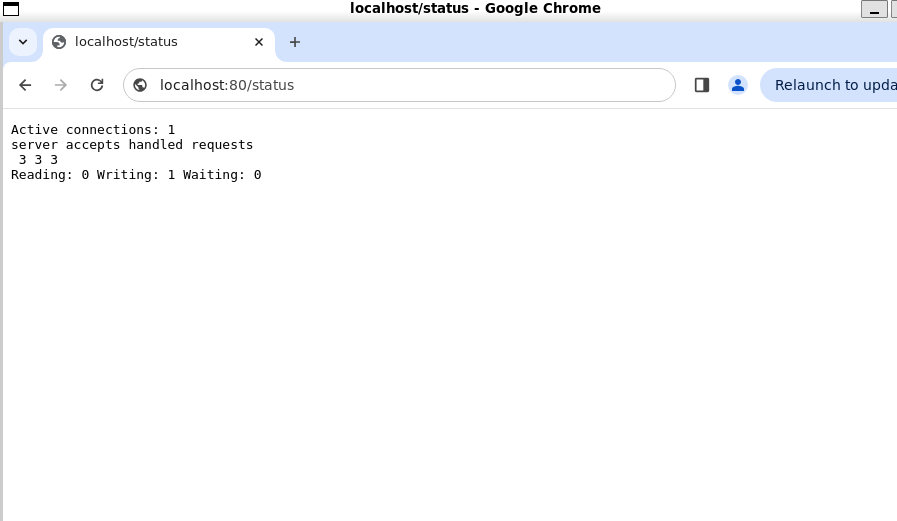 localhost/status - Google Chrome
localhost/status
localhost:80/status
Relaunch to upda
Active connections: 1
server accepts handled requests
3 3 3
Reading: 0 Writing: 1 Waiting: 0